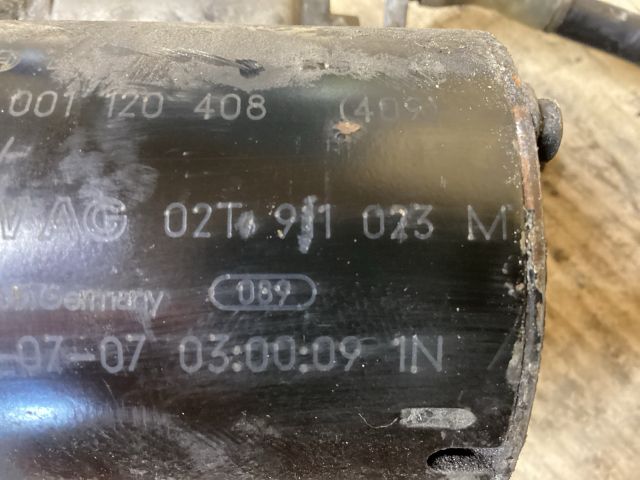 001 120 408 (409)
VAG 02T 911 023 M
Germany 089
-07-07 03:00:09 1N